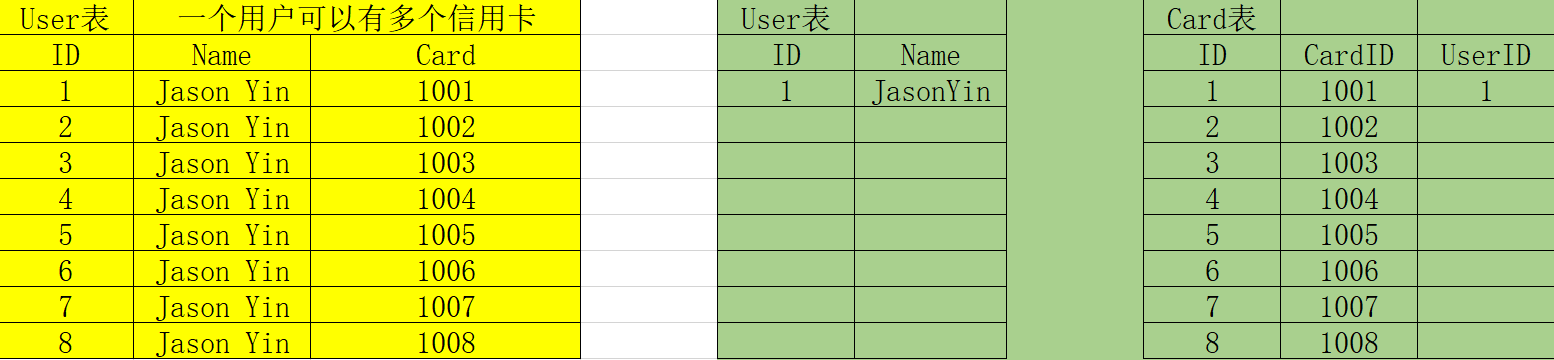 User表 一个用户可以有多个信用卡 User表 Card表
ID Name Card ID Name ID CardID UserID
1 Jason Yin 1001 1 JasonYin 1 1001 1
2 Jason Yin 1002 2 1002
3 Jason Yin 1003 3 1003
4 Jason Yin 1004 4 1004
5 Jason Yin 1005 5 1005
6 Jason Yin 1006 6 1006
7 Jason Yin 1007 7 1007
8 Jason Yin 1008 8 1008